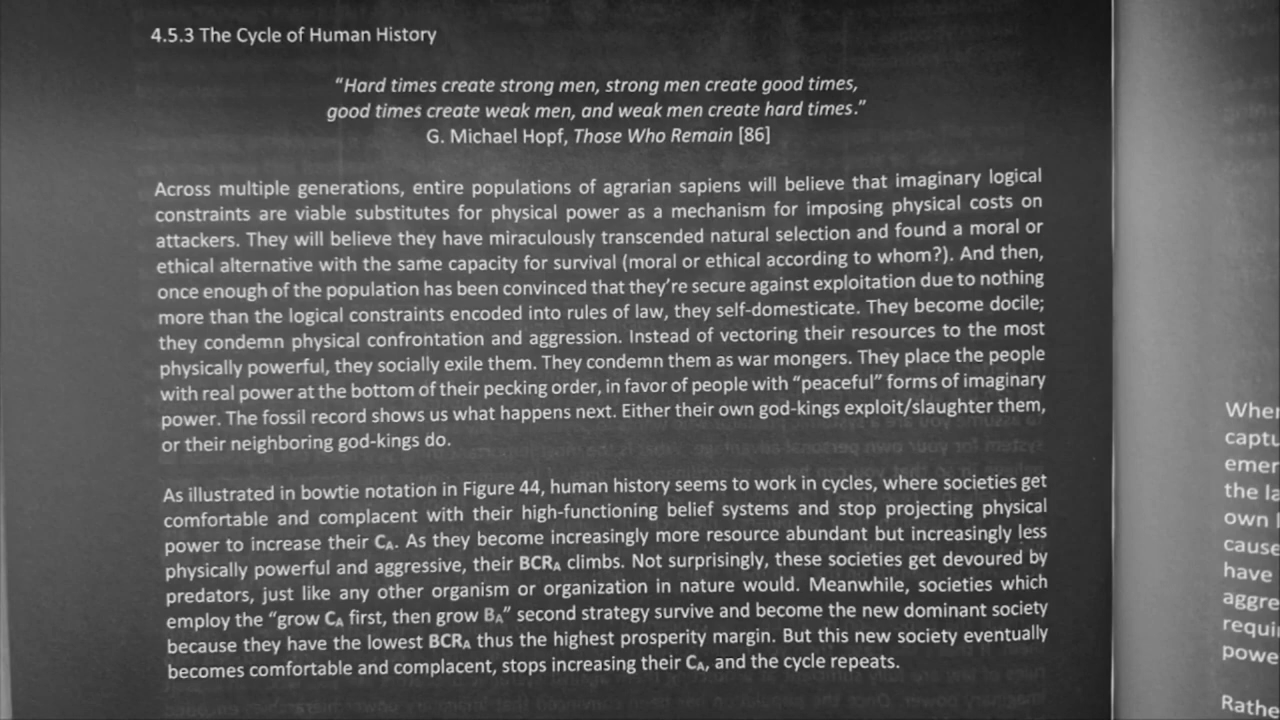 4.5.3 The Cycle of Human History
“Hard times create strong men, strong men create good times,
good times create weak men, and weak men create hard times.”
G. Michael Hopf, Those Who Remain [86]
Across multiple generations, entire populations of agrarian sapiens will believe that imaginary logical
constraints are viable substitutes for physical power as a mechanism for imposing physical costs on
attackers. They will believe they have miraculously transcended natural selection and found a moral or
ethical alternative with the same capacity for survival (moral or ethical according to whom?). And then,
once enough of the population has been convinced that they’re secure against exploitation due to nothing
more than the logical constraints encoded into rules of law, they self-domesticate. They become docile;
they condemn physical confrontation and aggression. Instead of vectoring their resources to the most
physically powerful, they socially exile them. They condemn them as war mongers. They place the people
with real power at the bottom of their pecking order, in favor of people with “peaceful” forms of imaginary
power. The fossil record shows us what happens next. Either their own god-kings exploit/slaughter them,
or their neighboring god-kings do.
As illustrated in bowtie notation in Figure 44, human history seems to work in cycles, where societies get
comfortable and complacent with their high-functioning belief systems and stop projecting physical
power to increase their CA. As they become increasingly more resource abundant but increasingly less
physically powerful and aggressive, their BCRA climbs. Not surprisingly, these societies get devoured by
predators, just like any other organism or organization in nature would. Meanwhile, societies which
employ the “grow CA first, then grow BA” second strategy survive and become the new dominant society
because they have the lowest BCRA thus the highest prosperity margin. But this new society eventually
becomes comfortable and complacent, stops increasing their CA, and the cycle repeats.
Wher
captu
emer
the la
own
cause
have
aggre
requi
powe
Rathe